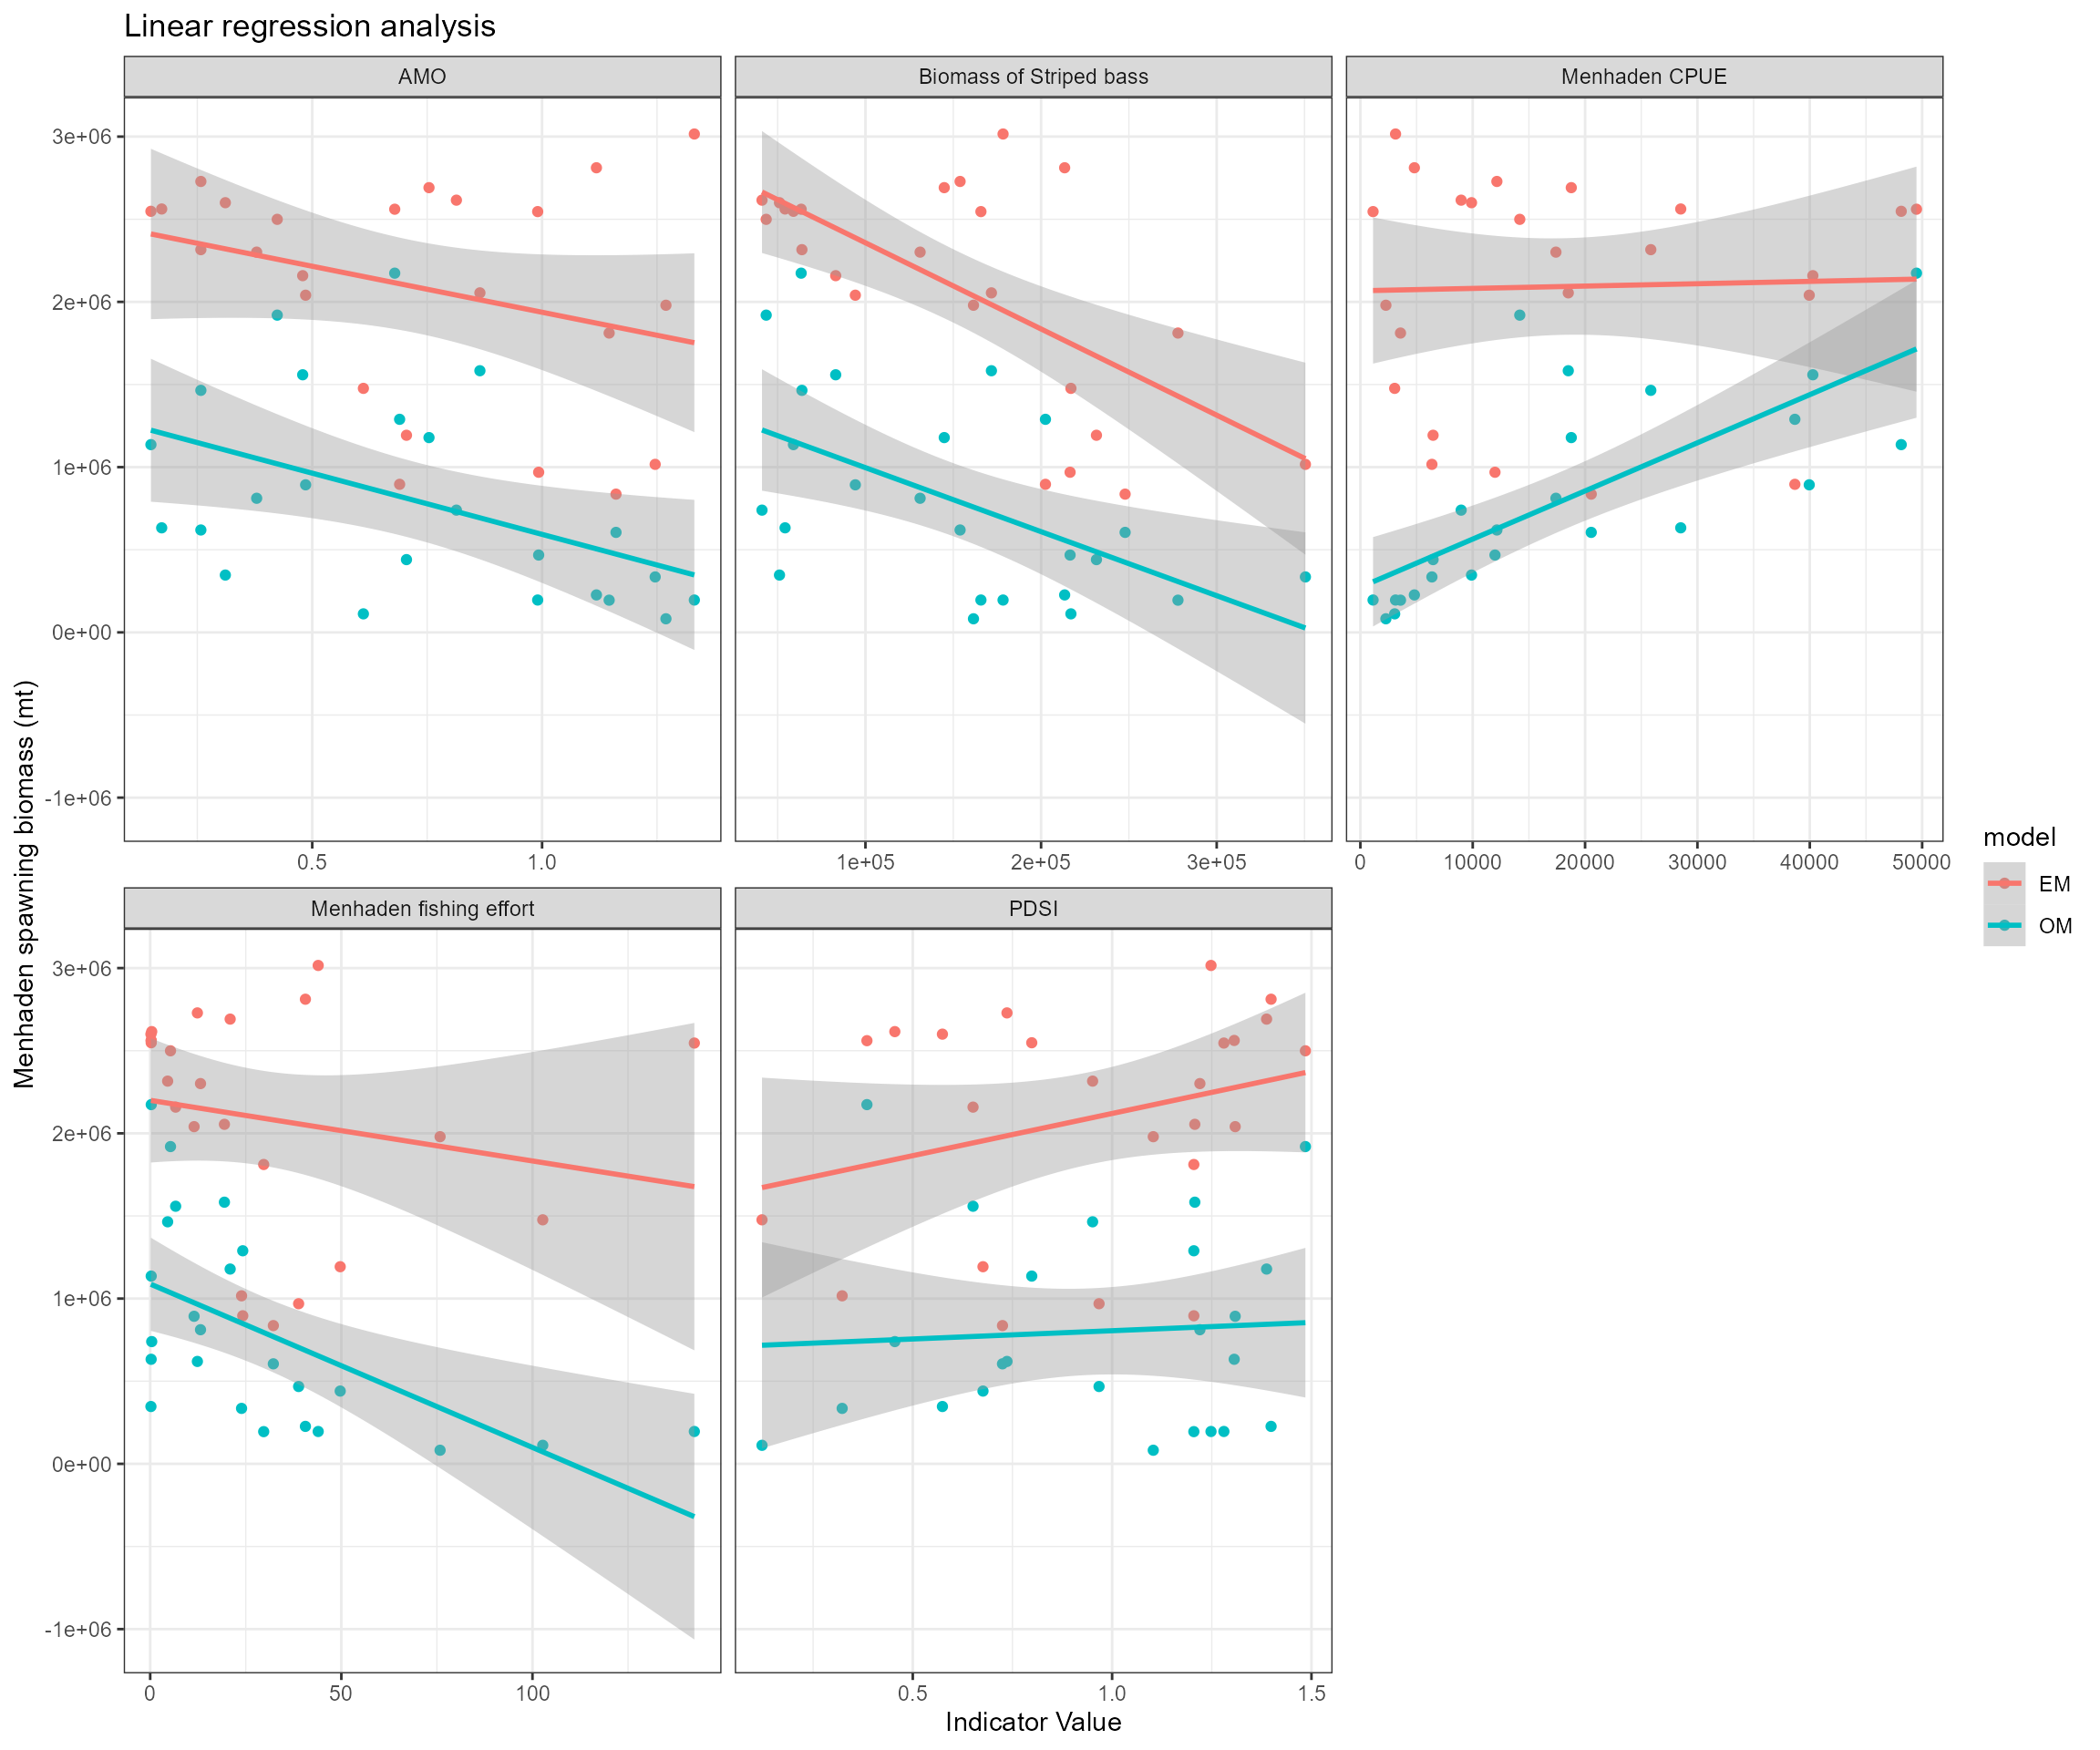 Linear regression analysis
AMO
Biomass of Striped bass
Menhaden CPUE
3e+06
2e+06
1e+06
0e+00
-1e+06
0.5 1.0
1e+05 2e+05 3e+05
0 10000 20000 30000 40000 50000
Menhaden fishing effort
PDSI
3e+06
2e+06
1e+06
0e+00
-1e+06
0 50 100
0.5 1.0 1.5
Indicator Value
Menhaden spawning biomass (mt)
model
EM
OM